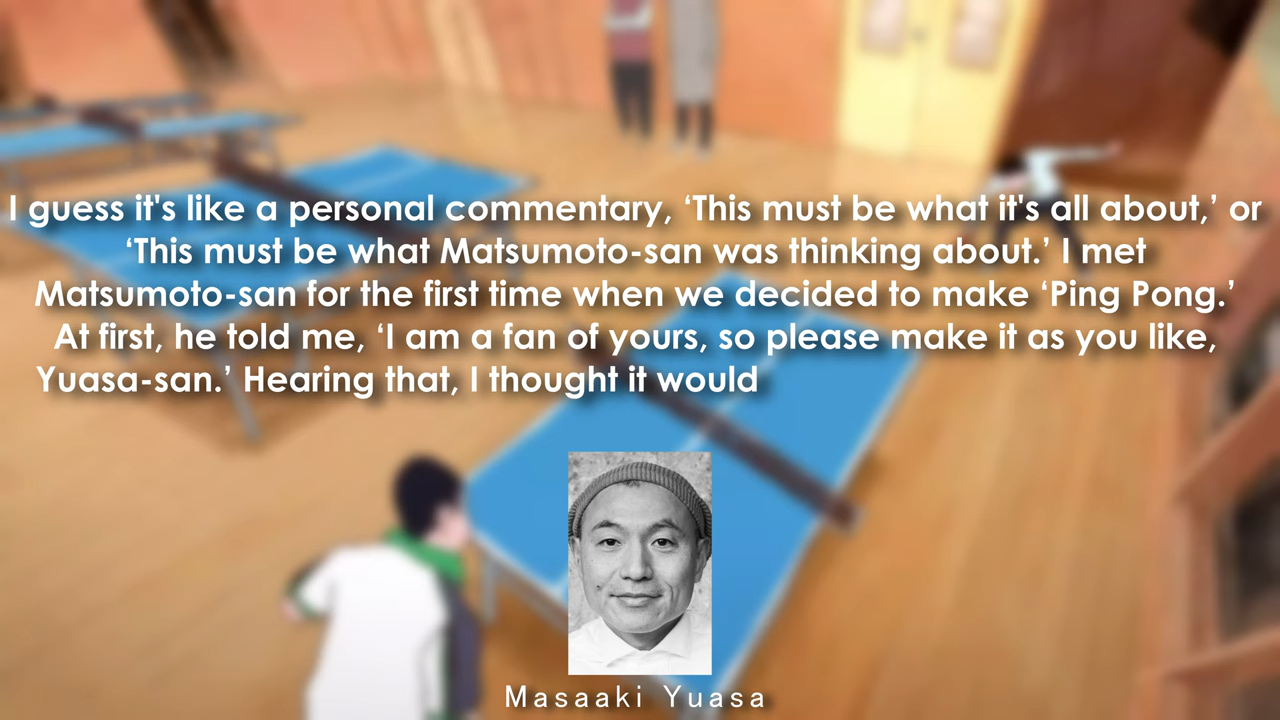 I guess it's like a personal commentary, ‘This must be what it's all about,’ or
‘This must be what Matsumoto-san was thinking about.’ I met
Matsumoto-san for the first time when we decided to make ‘Ping Pong.’
At first, he told me, ‘I am a fan of yours, so please make it as you like,
Yuasa-san.’ Hearing that, I thought it would
Masaaki Yuasa